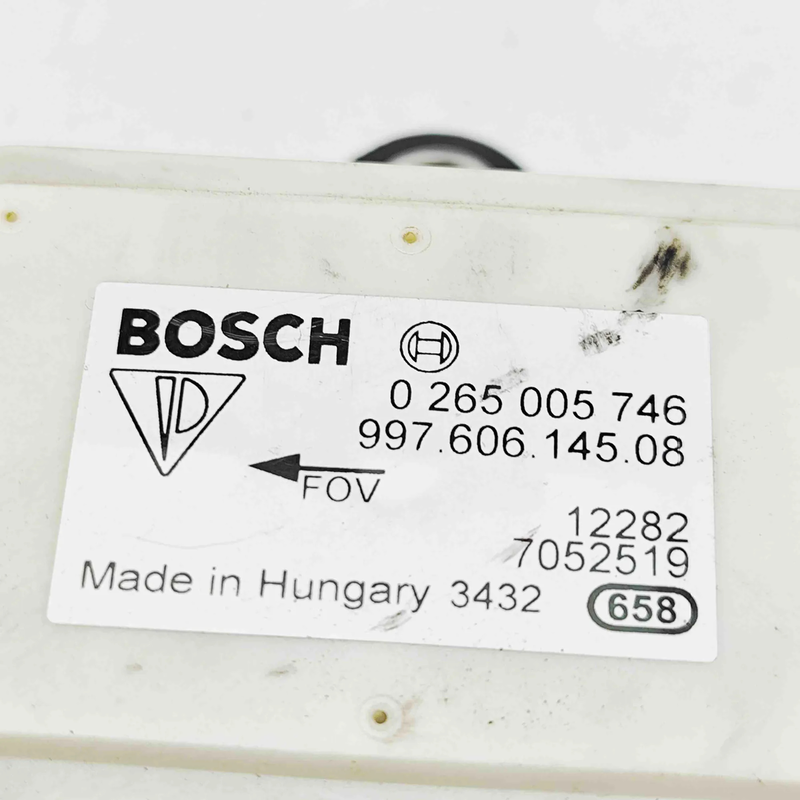 BOSCH
0 265 005 746
997.606.145.08
FOV
12282
7052519
Made in Hungary 3432
658